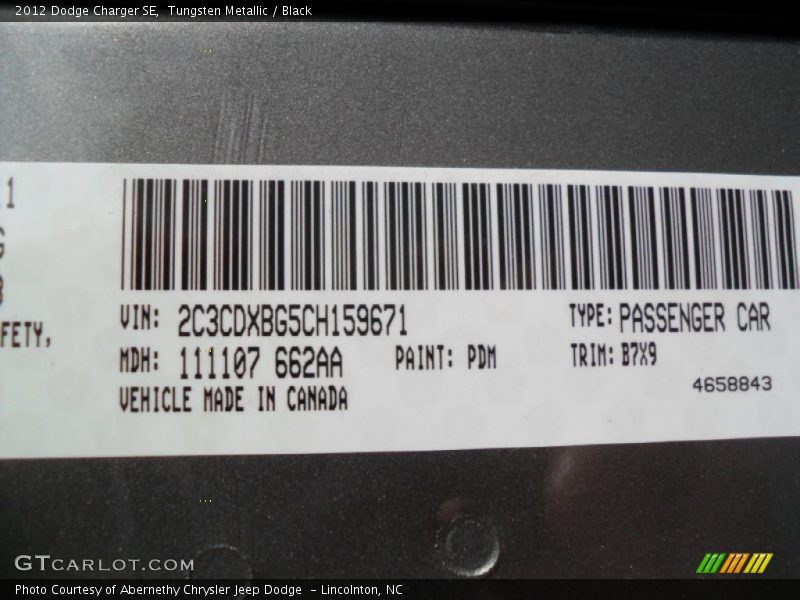 2012 Dodge Charger SE, Tungsten Metallic / Black
1
FETY,
VIN: 2C3CDXBG5CH159671 TYPE: PASSENGER CAR
MDH: 111107 662AA PAINT: PDM TRIM: B7X9
VEHICLE MADE IN CANADA 4658843
GTCARLOT.COM
Photo Courtesy of Abernethy Chrysler Jeep Dodge - Lincolnton, NC